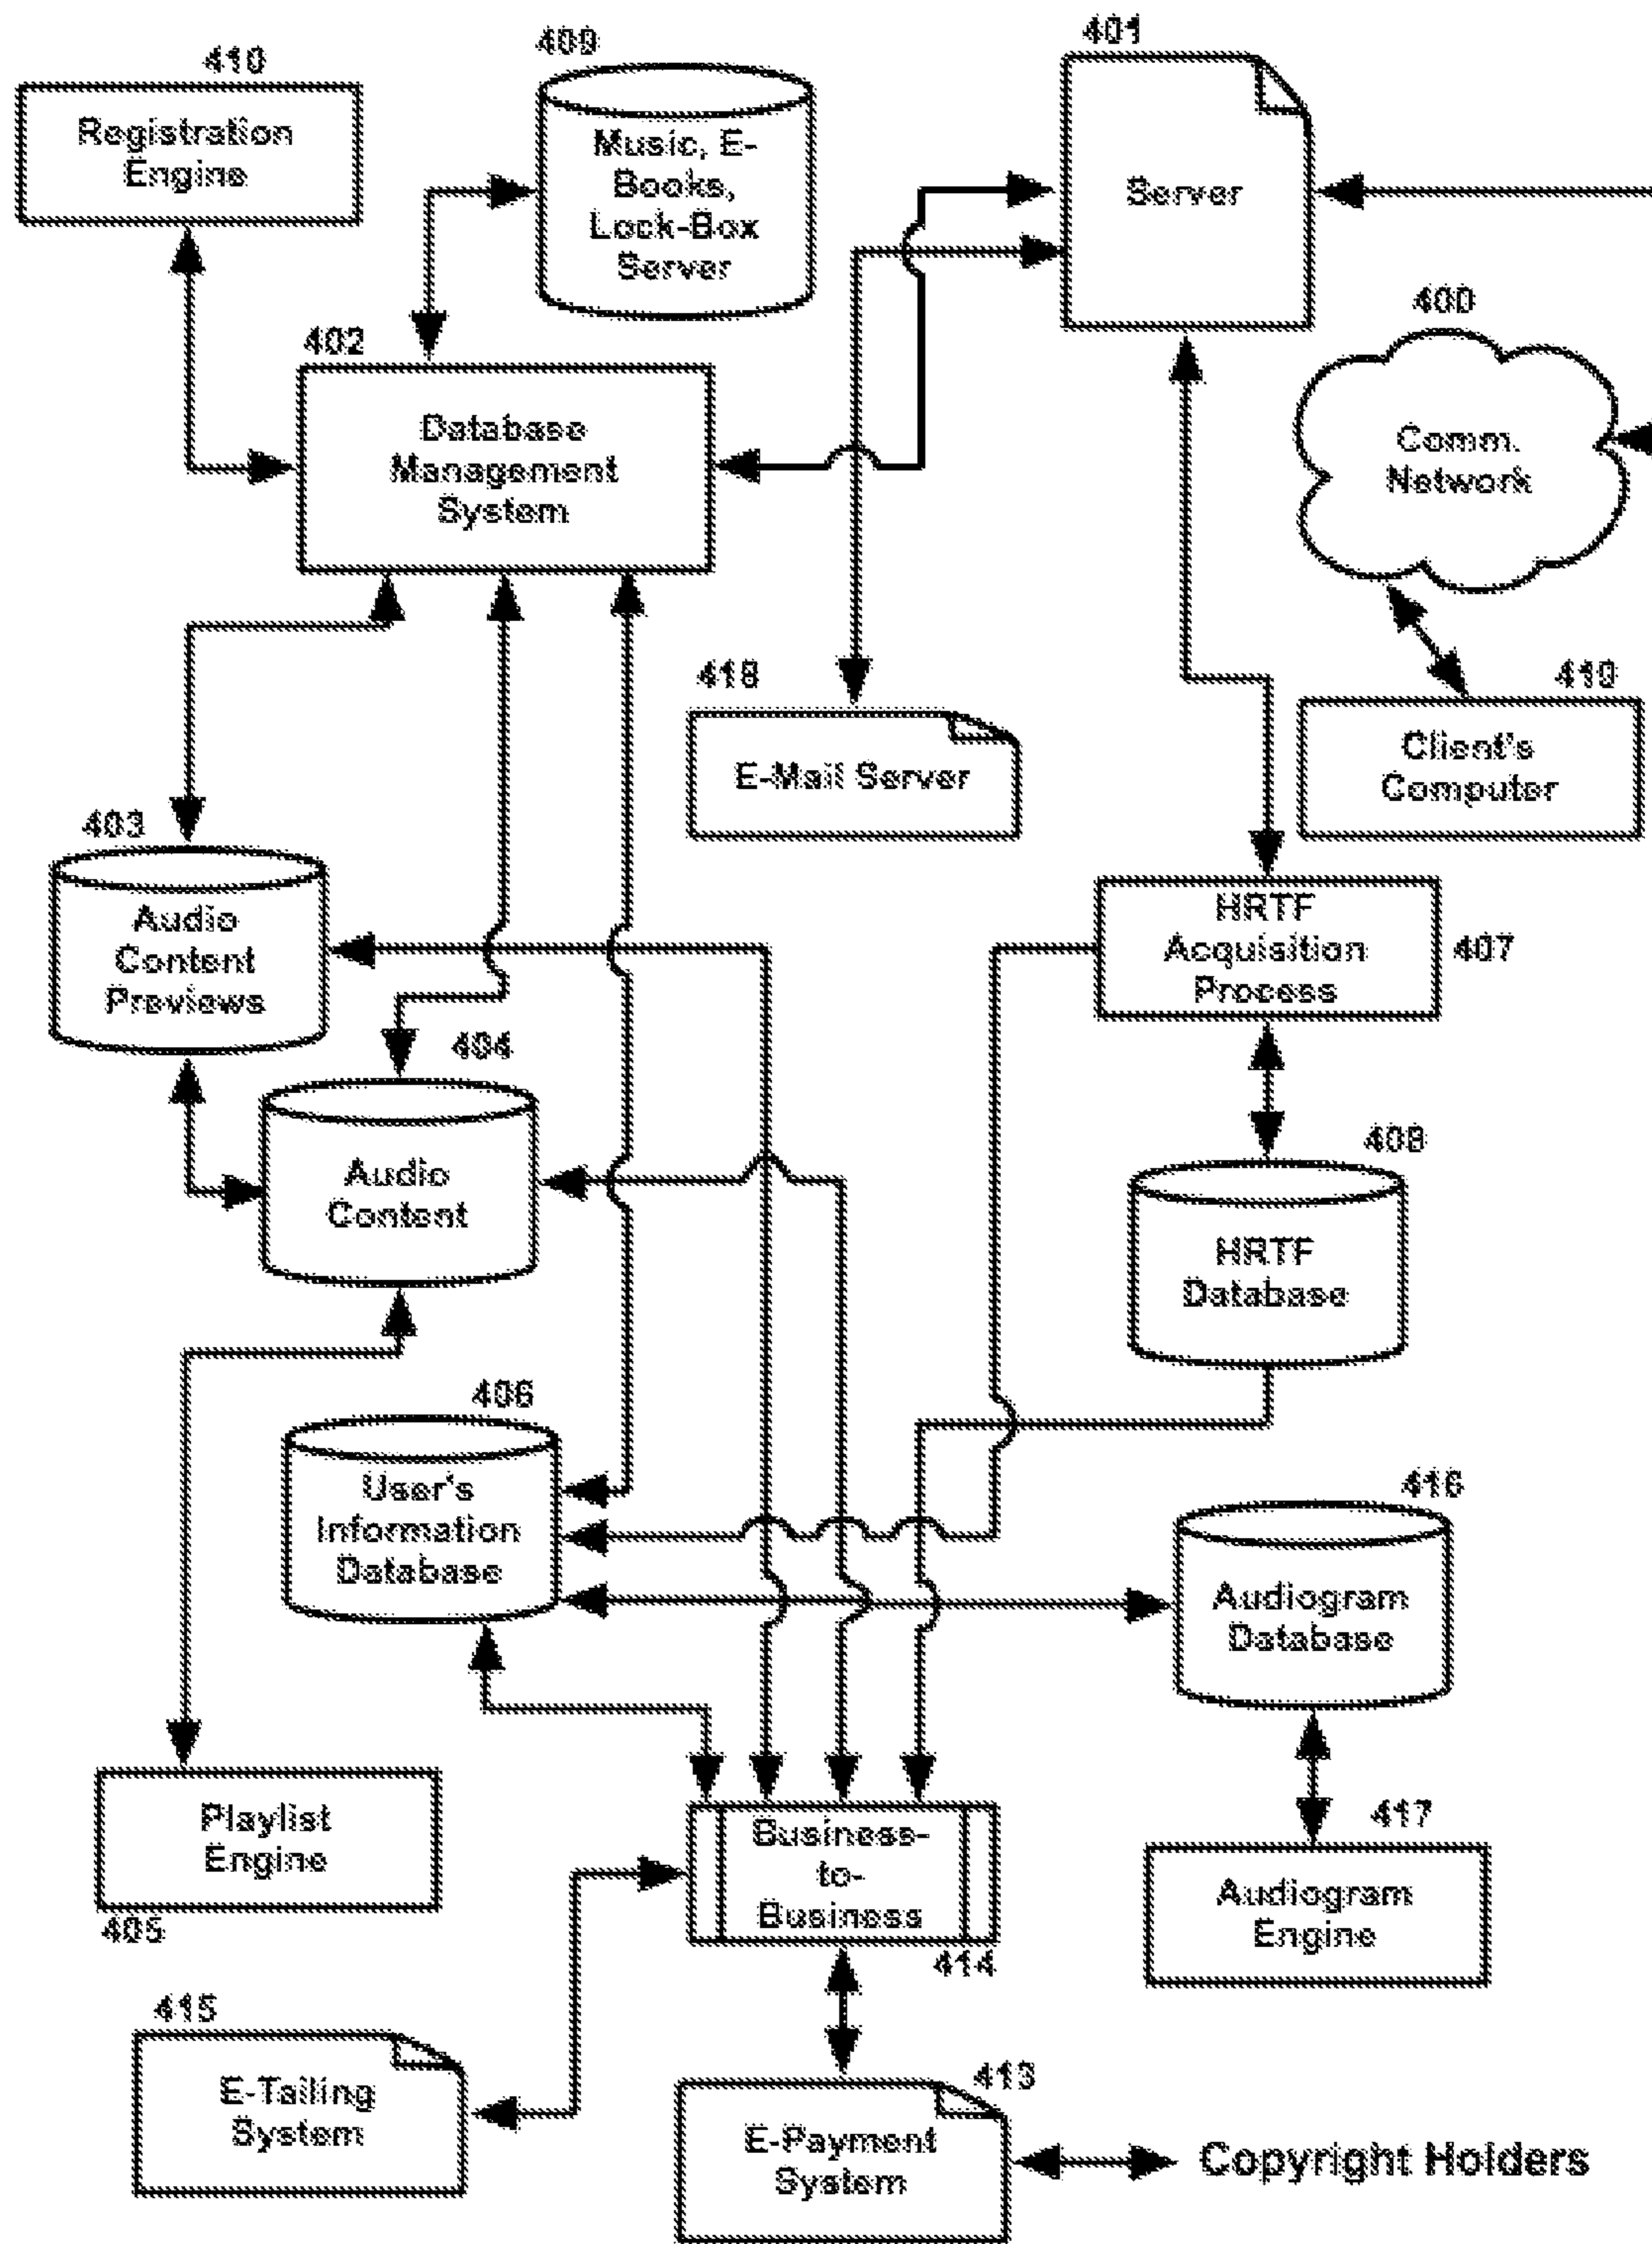 410
Registration
Engine
409
Music, E-
Books,
Lock-Box
Server
401
Server
400
Comm.
Network
402
Database
Management
System
418
E-Mail Server
410
Client's
Computer
403
Audio
Content
Previews
HRTF
Acquisition
Process
407
404
Audio
Content
408
HRTF
Database
406
User's
Information
Database
416
Audiogram
Database
Playlist
Engine
405
Business-
to-
Business
414
417
Audiogram
Engine
415
E-Tailing
System
413
E-Payment
System
Copyright Holders